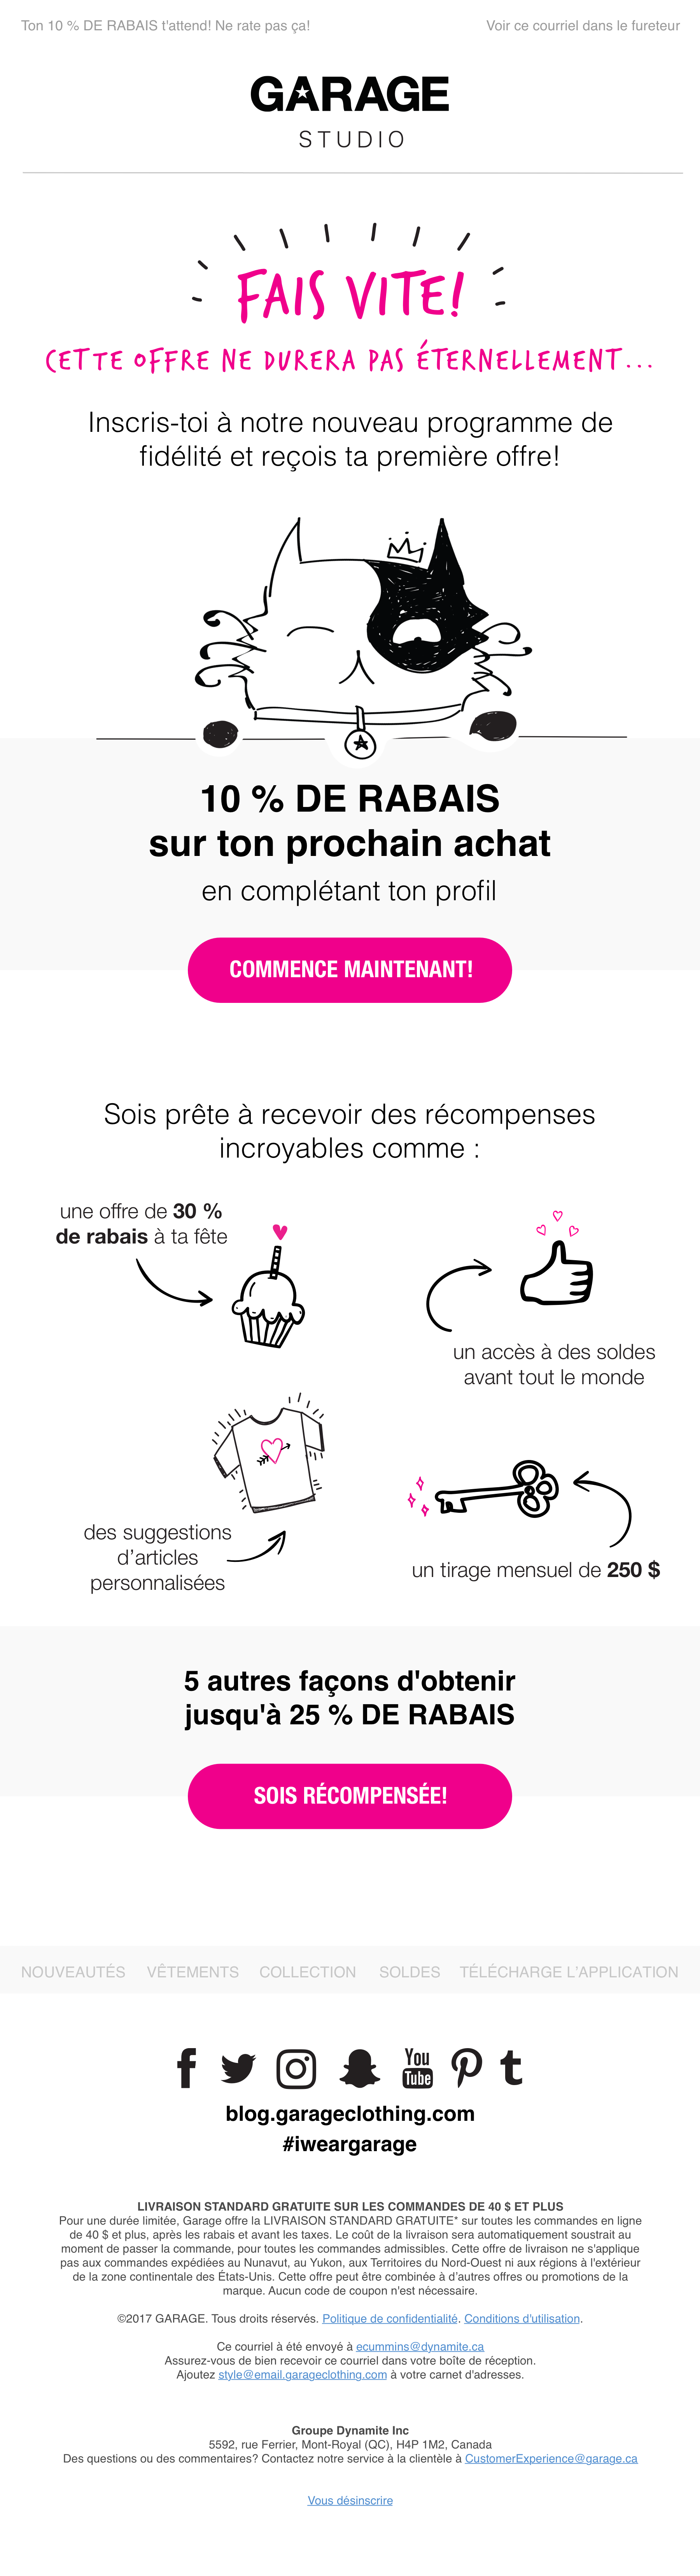 Ton 10 % DE RABAIS t'attend! Ne rate pas ça!
Voir ce courriel dans le fureteur
GARAGE
STUDIO
FAIS VITE!
CETTE OFFRE NE DURERA PAS ÉTERNELLEMENT...
Inscris-toi à notre nouveau programme de
fidélité et reçois ta première offre!
10 % DE RABAIS
sur ton prochain achat
en complétant ton profil
COMMENCE MAINTENANT!
Sois prête à recevoir des récompenses
incroyables comme :
une offre de 30 %
de rabais à ta fête
un accès à des soldes
avant tout le monde
des suggestions
d’articles
personnalisées
un tirage mensuel de 250 $
5 autres façons d'obtenir
jusqu'à 25 % DE RABAIS
SOIS RÉCOMPENSÉE!
NOUVEAUTÉS VÊTEMENTS COLLECTION SOLDES TÉLÉCHARGE L’APPLICATION
You
Tube
blog.garageclothing.com
#iweargarage
LIVRAISON STANDARD GRATUITE SUR LES COMMANDES DE 40 $ ET PLUS
Pour une durée limitée, Garage offre la LIVRAISON STANDARD GRATUITE* sur toutes les commandes en ligne
de 40 $ et plus, après les rabais et avant les taxes. Le coût de la livraison sera automatiquement soustrait au
moment de passer la commande, pour toutes les commandes admissibles. Cette offre de livraison ne s'applique
pas aux commandes expédiées au Nunavut, au Yukon, aux Territoires du Nord-Ouest ni aux régions à l'extérieur
de la zone continentale des États-Unis. Cette offre peut être combinée à d’autres offres ou promotions de la
marque. Aucun code de coupon n'est nécessaire.
©2017 GARAGE. Tous droits réservés. Politique de confidentialité. Conditions d'utilisation.
Ce courriel à été envoyé à ecummins@dynamite.ca
Assurez-vous de bien recevoir ce courriel dans votre boîte de réception.
Ajoutez style@email.garageclothing.com à votre carnet d'adresses.
Groupe Dynamite Inc
5592, rue Ferrier, Mont-Royal (QC), H4P 1M2, Canada
Des questions ou des commentaires? Contactez notre service à la clientèle à CustomerExperience@garage.ca
Vous désinscrire